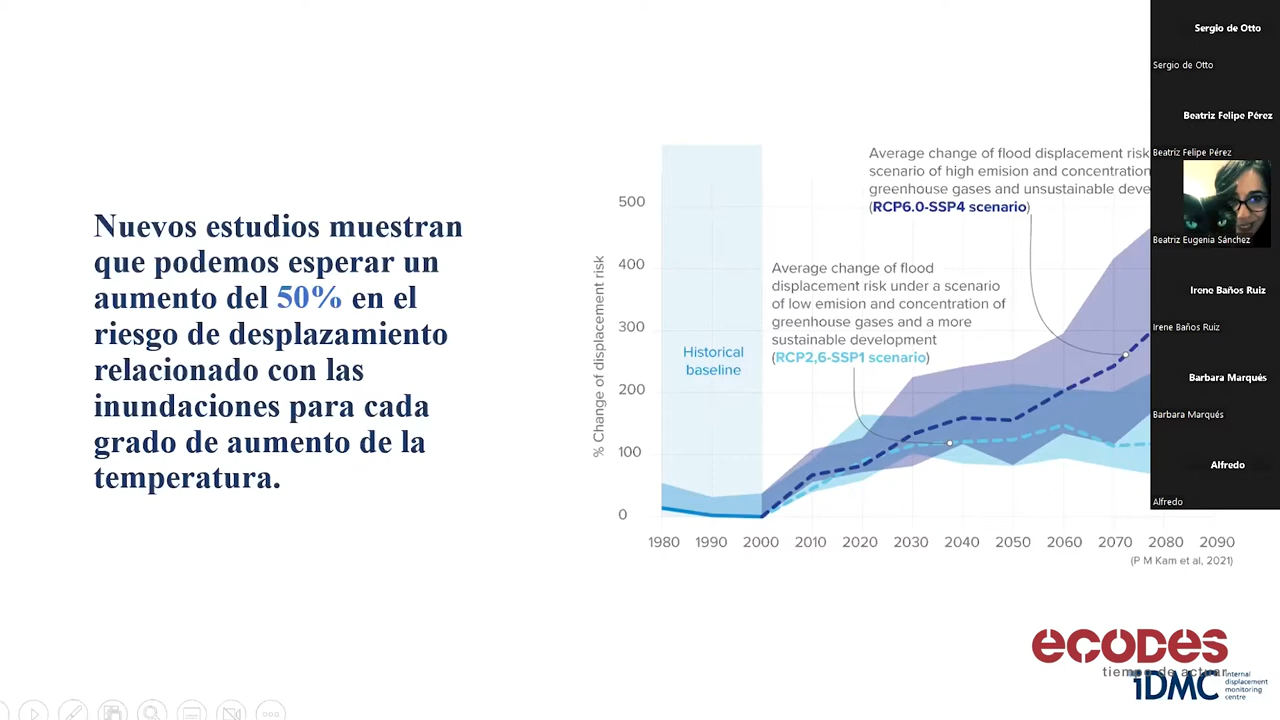 Nuevos estudios muestran
que podemos esperar un
aumento del 50% en el
riesgo de desplazamiento
relacionado con las
inundaciones para cada
grado de aumento de la
temperatura.
Average change of flood displacement risk
scenario of high emision and concentration
greenhouse gases and unsustainable deve
(RCP6.0-SSP4 scenario)
Average change of flood
displacement risk under a scenario
of low emision and concentration of
greenhouse gases and a more
sustainable development
(RCP2,6-SSP1 scenario)
Historical
baseline
% Change of displacement risk
500
400
300
200
100
0
1980 1990 2000 2010 2020 2030 2040 2050 2060 2070 2080 2090
(P M Kam et al, 2021)
Sergio de Otto
Sergio de Otto
Beatriz Felipe Pérez
Beatriz Felipe Pérez
Beatriz Eugenia Sánchez
Irene Baños Ruiz
Irene Baños Ruiz
Barbara Marqués
Barbara Marqués
Alfredo
Alfredo
ecodes
tiempo de actuar
iDMC
internal
displacement
monitoring
centre